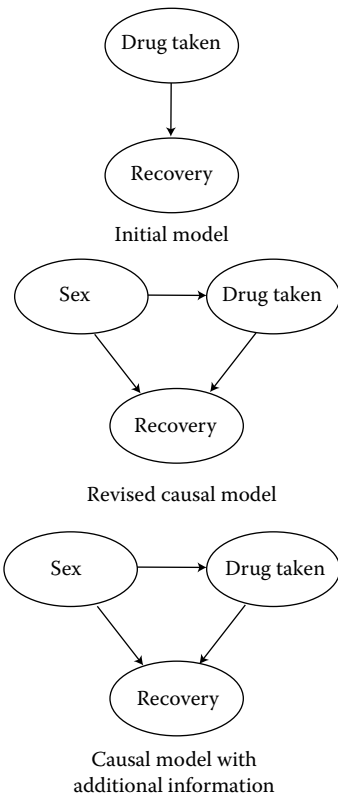 Drug taken
Recovery
Initial model
Sex
Drug taken
Recovery
Revised causal model
Sex
Drug taken
Recovery
Causal model with
additional information